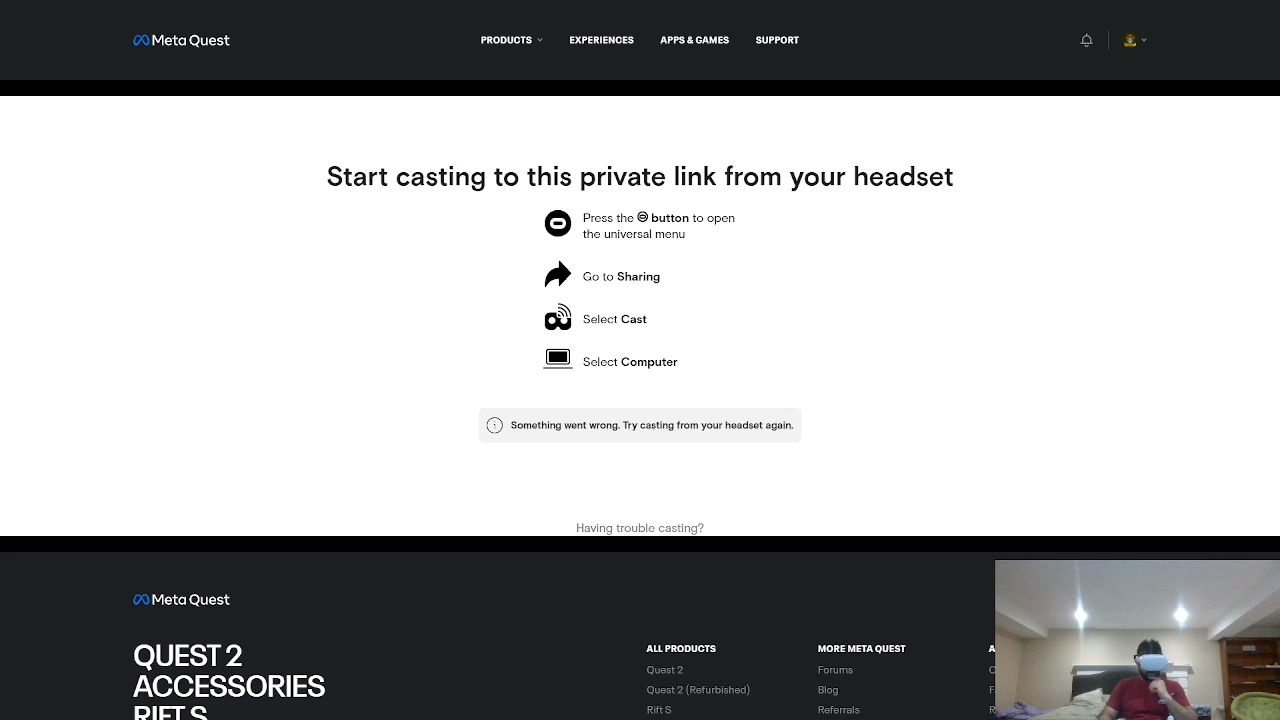 Meta Quest
PRODUCTS
EXPERIENCES
APPS & GAMES
SUPPORT
Start casting to this private link from your headset
Press the button to open
the universal menu
Go to Sharing
Select Cast
Select Computer
Something went wrong. Try casting from your headset again.
Having trouble casting?
Meta Quest
QUEST 2
ACCESSORIES
RIFT S
ALL PRODUCTS
Quest 2
Quest 2 (Refurbished)
Rift S
MORE META QUEST
Forums
Blog
Referrals